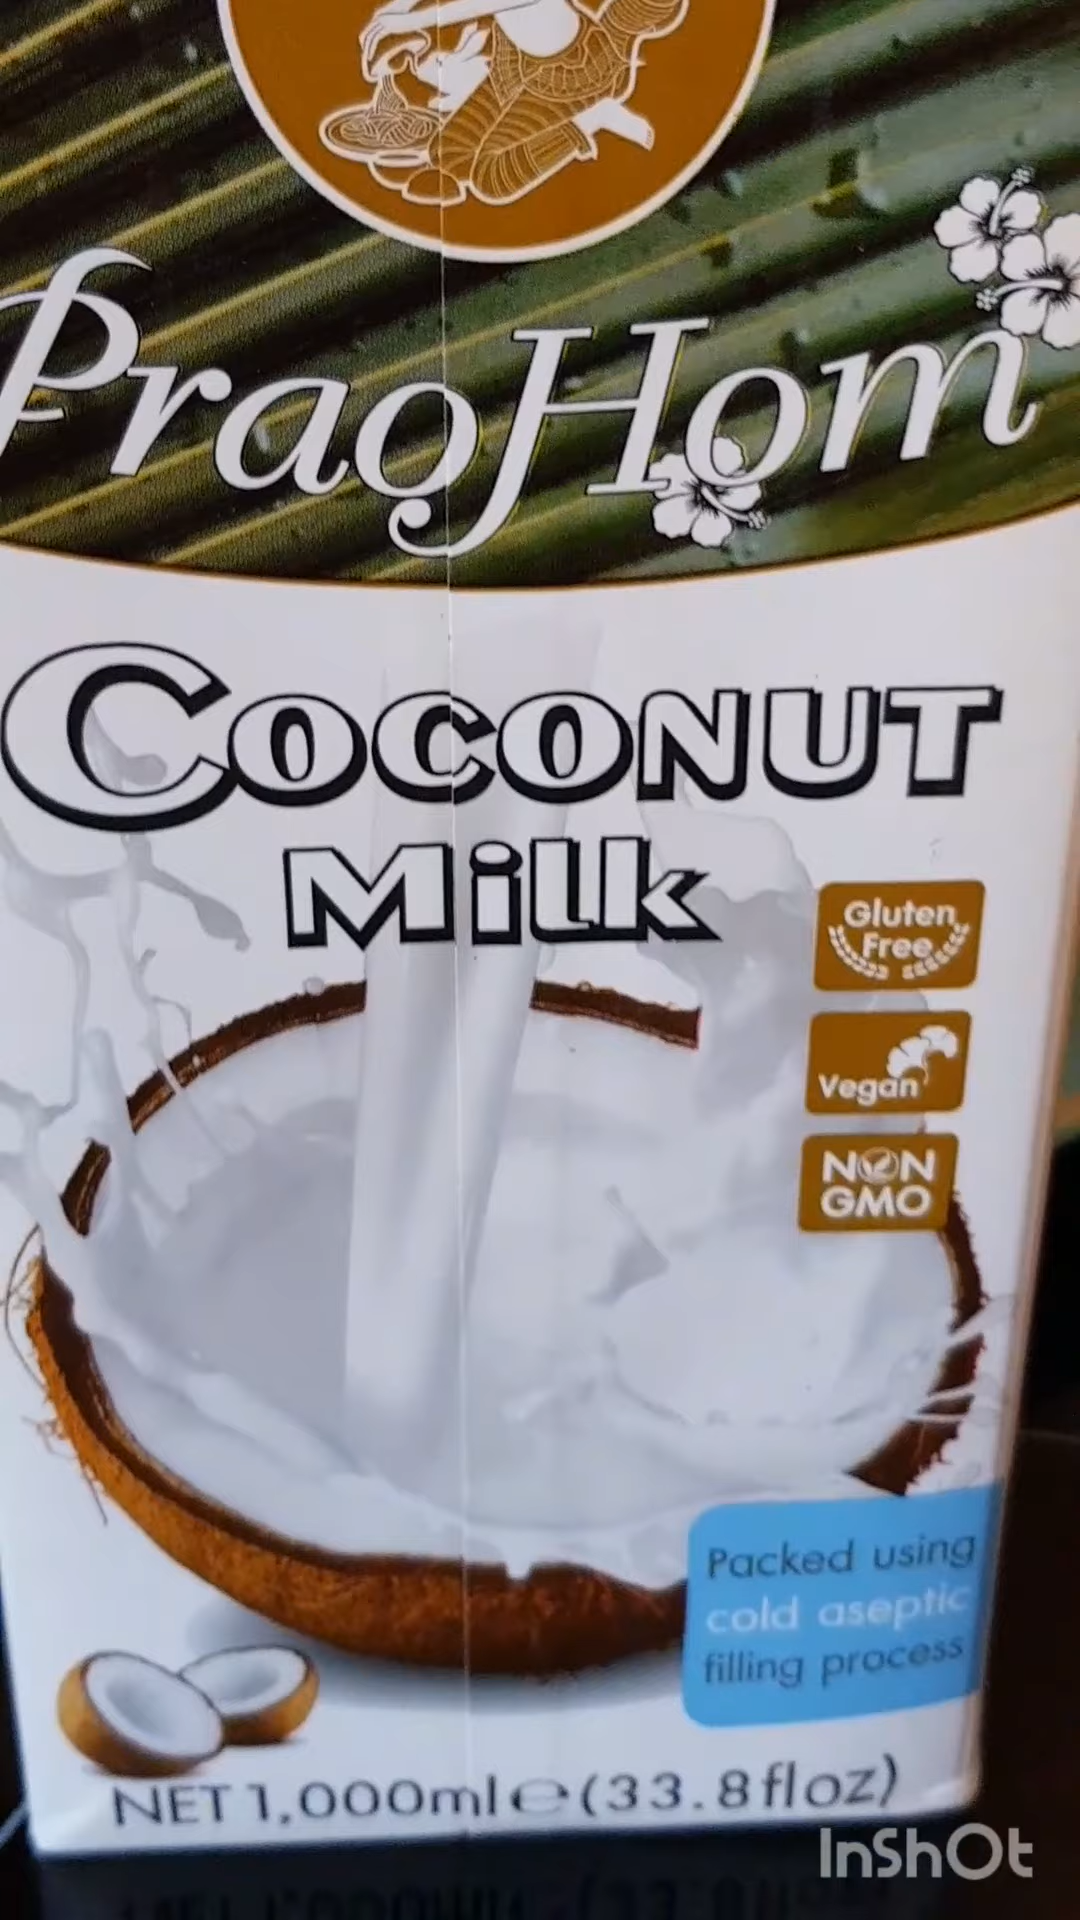 PraoHom
COCONUT
Milk
Gluten
Free
Vegan
NON
GMO
Packed using
cold aseptic
filling process
NET 1,000ml e (33.8 fl oz)
InShOt